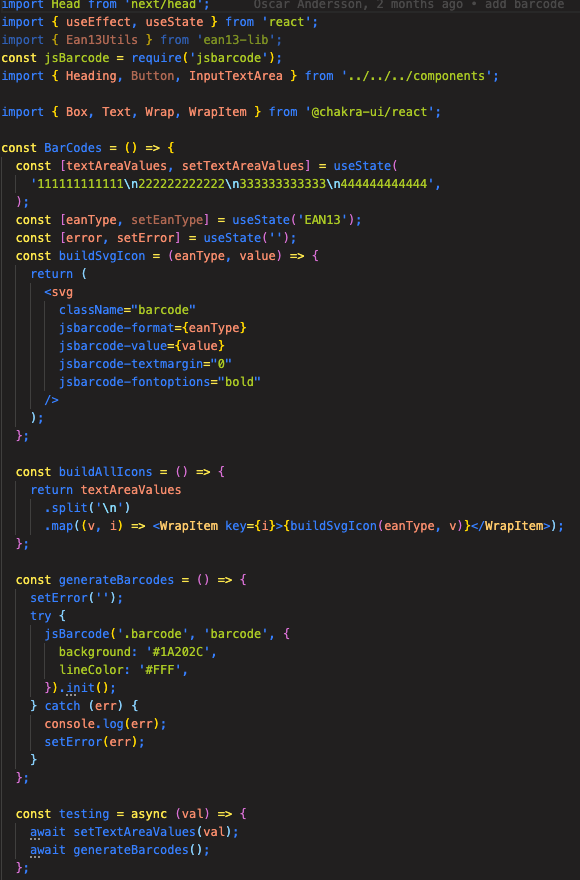 import Head from 'next/head';    Oscar Andersson, 2 months ago • add barcode
import { useEffect, useState } from 'react';
import { Ean13Utils } from 'ean13-lib';
const jsBarcode = require('jsbarcode');
import { Heading, Button, InputTextArea } from '../../../components';

import { Box, Text, Wrap, WrapItem } from '@chakra-ui/react';

const BarCodes = () => {
  const [textAreaValues, setTextAreaValues] = useState(
    '111111111111\n222222222222\n333333333333\n444444444444',
  );
  const [eanType, setEanType] = useState('EAN13');
  const [error, setError] = useState('');
  const buildSvgIcon = (eanType, value) => {
    return (
      <svg
        className="barcode"
        jsbarcode-format={eanType}
        jsbarcode-value={value}
        jsbarcode-textmargin="0"
        jsbarcode-fontoptions="bold"
      />
    );
  };

  const buildAllIcons = () => {
    return textAreaValues
      .split('\n')
      .map((v, i) => <WrapItem key={i}>{buildSvgIcon(eanType, v)}</WrapItem>);
  };

  const generateBarcodes = () => {
    setError('');
    try {
      jsBarcode('.barcode', 'barcode', {
        background: '#1A202C',
        lineColor: '#FFF',
      }).init();
    } catch (err) {
      console.log(err);
      setError(err);
    }
  };

  const testing = async (val) => {
    await setTextAreaValues(val);
    await generateBarcodes();
  };